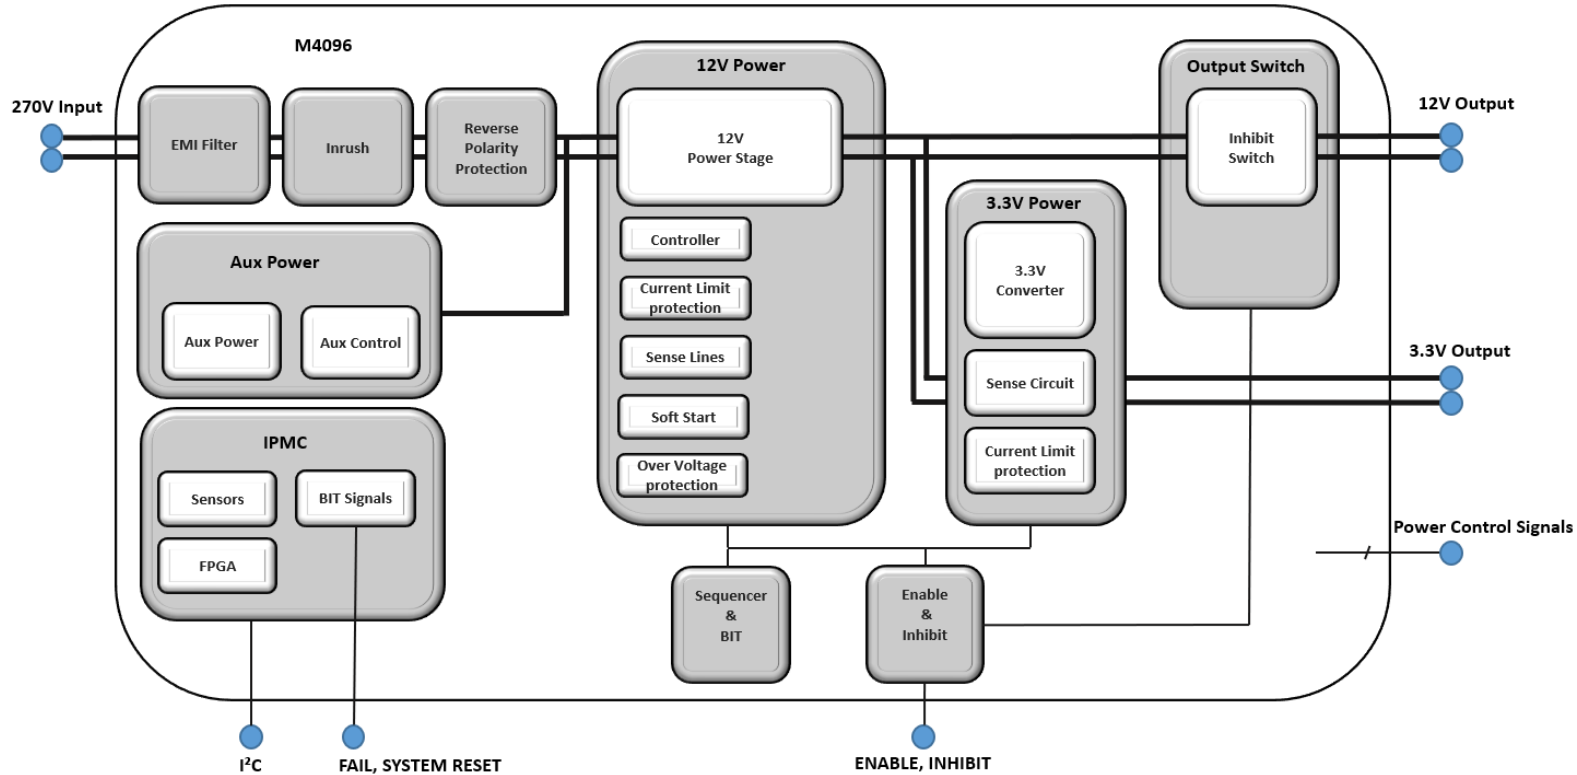 M4096
270V Input
EMI Filter
Inrush
Reverse
Polarity
Protection
12V Power
12V
Power Stage
Controller
Current Limit
protection
Sense Lines
Soft Start
Over Voltage
protection
Output Switch
Inhibit
Switch
12V Output
3.3V Power
3.3V
Converter
Sense Circuit
Current Limit
protection
3.3V Output
Aux Power
Aux Power
Aux Control
IPMC
Sensors
BIT Signals
FPGA
Power Control Signals
Sequencer
&
BIT
Enable
&
Inhibit
I²C
FAIL, SYSTEM RESET
ENABLE, INHIBIT